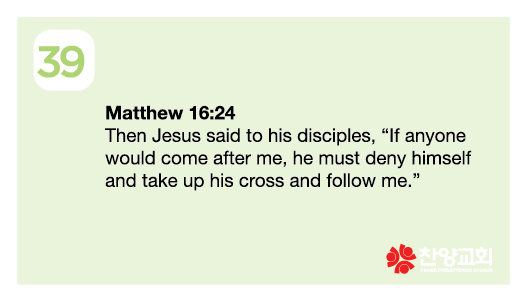 39
Matthew 16:24
Then Jesus said to his disciples, “If anyone
would come after me, he must deny himself
and take up his cross and follow me.”
찬양교회